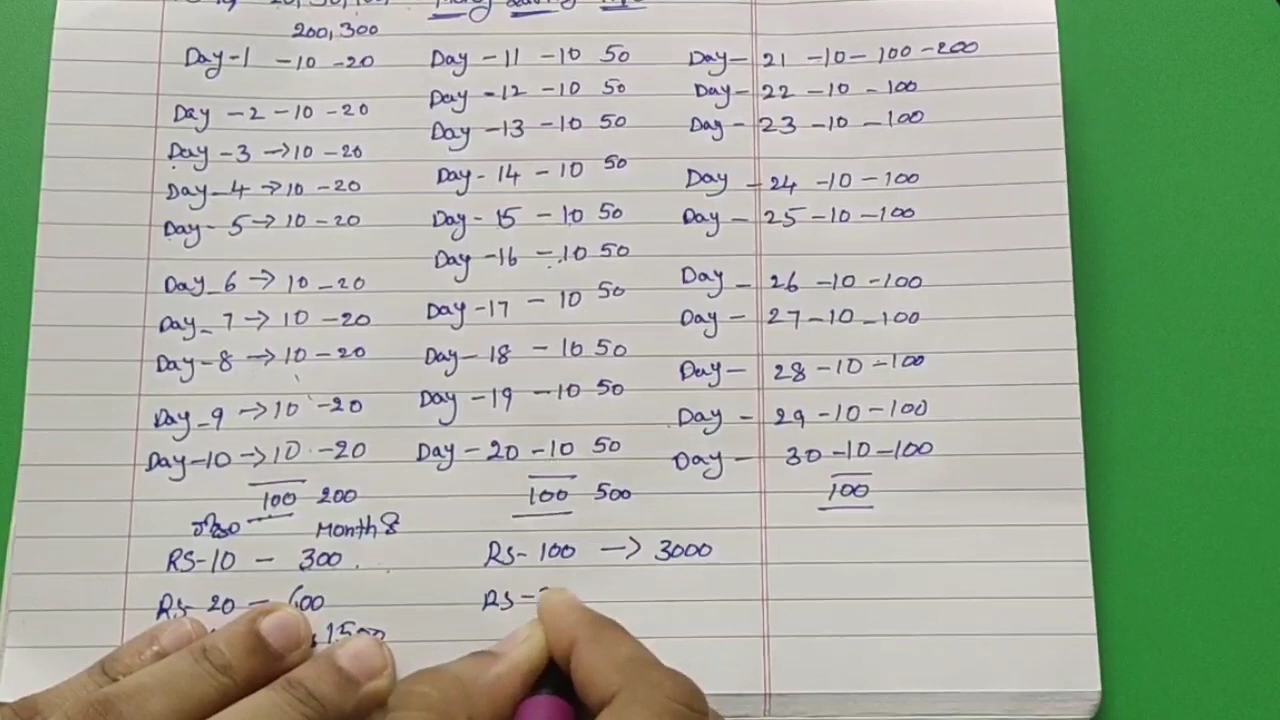 200, 300
Day-1 -10 -20
Day -2 -10 -20
Day -3 →10 -20
Day-4 →10 -20
Day- 5→10 -20
Day-6 → 10 -20
Day-7 → 10 -20
Day-8 →10 -20
Day-9 →10 -20
Day-10 →10 -20
100 200
Day -11 -10 50
Day -12 -10 50
Day -13 -10 50
Day- 14 -10 50
Day- 15 -10 50
Day -16 -10 50
Day -17 - 10 50
Day- 18 -10 50
Day -19 -10 50
Day -20 -10 50
100 500
Day- 21 -10- 100 -200
Day- 22 -10 -100
Day- 23 -10 -100
Day - 24 -10 -100
Day - 25 -10 -100
Day - 26 -10 -100
Day - 27 -10 -100
Day- 28 -10 -100
Day - 29 -10 -100
Day - 30 -10 -100
100
Month 8
RS-10 - 300
RS- 20 - 600
1500
RS- 100 → 3000
RS -